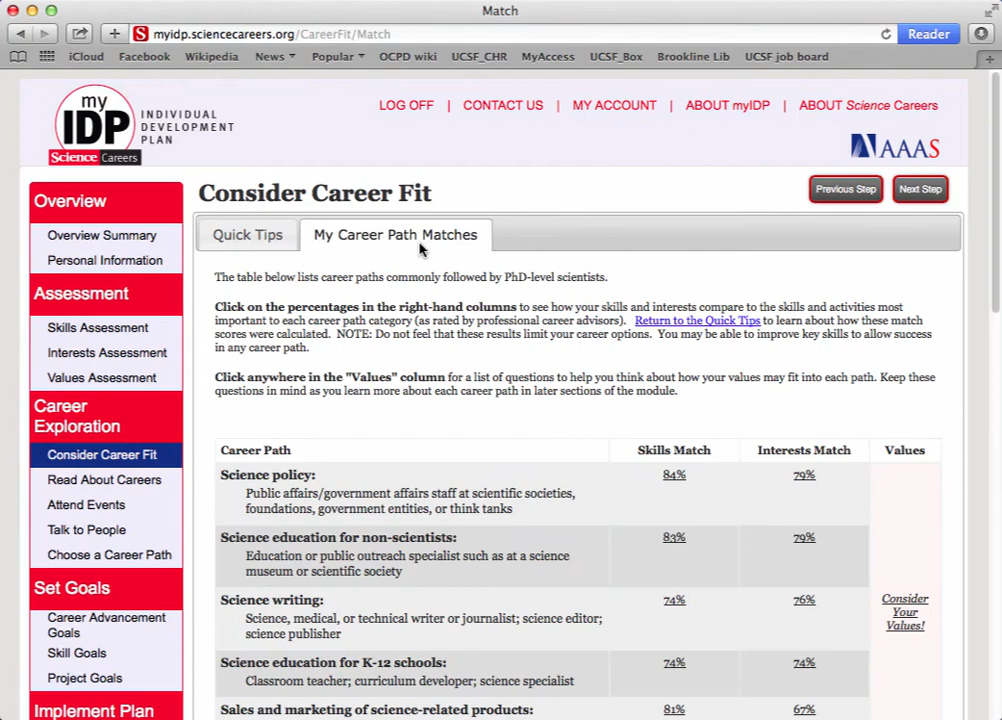 Match
myidp.sciencecareers.org/CareerFit/Match
Reader
iCloud Facebook Wikipedia News Popular OCPD wiki UCSF_CHR MyAccess UCSF_Box Brookline Lib UCSF job board
my
IDP
Science Careers
INDIVIDUAL
DEVELOPMENT
PLAN
LOG OFF | CONTACT US | MY ACCOUNT | ABOUT myIDP | ABOUT Science Careers
AAAS
Overview
Overview Summary
Personal Information
Assessment
Skills Assessment
Interests Assessment
Values Assessment
Career
Exploration
Consider Career Fit
Read About Careers
Attend Events
Talk to People
Choose a Career Path
Set Goals
Career Advancement
Goals
Skill Goals
Project Goals
Implement Plan
Consider Career Fit
Previous Step
Next Step
Quick Tips
My Career Path Matches
The table below lists career paths commonly followed by PhD-level scientists.
Click on the percentages in the right-hand columns to see how your skills and interests compare to the skills and activities most
important to each career path category (as rated by professional career advisors). Return to the Quick Tips to learn about how these match
scores were calculated. NOTE: Do not feel that these results limit your career options. You may be able to improve key skills to allow success
in any career path.
Click anywhere in the "Values" column for a list of questions to help you think about how your values may fit into each path. Keep these
questions in mind as you learn more about each career path in later sections of the module.
Career Path Skills Match Interests Match Values
Science policy: 84% 79%
Public affairs/government affairs staff at scientific societies,
foundations, government entities, or think tanks
Science education for non-scientists: 83% 79%
Education or public outreach specialist such as at a science
museum or scientific society
Science writing: 74% 76%
Science, medical, or technical writer or journalist; science editor;
science publisher
Consider
Your
Values!
Science education for K-12 schools: 74% 74%
Classroom teacher; curriculum developer; science specialist
Sales and marketing of science-related products: 81% 67%